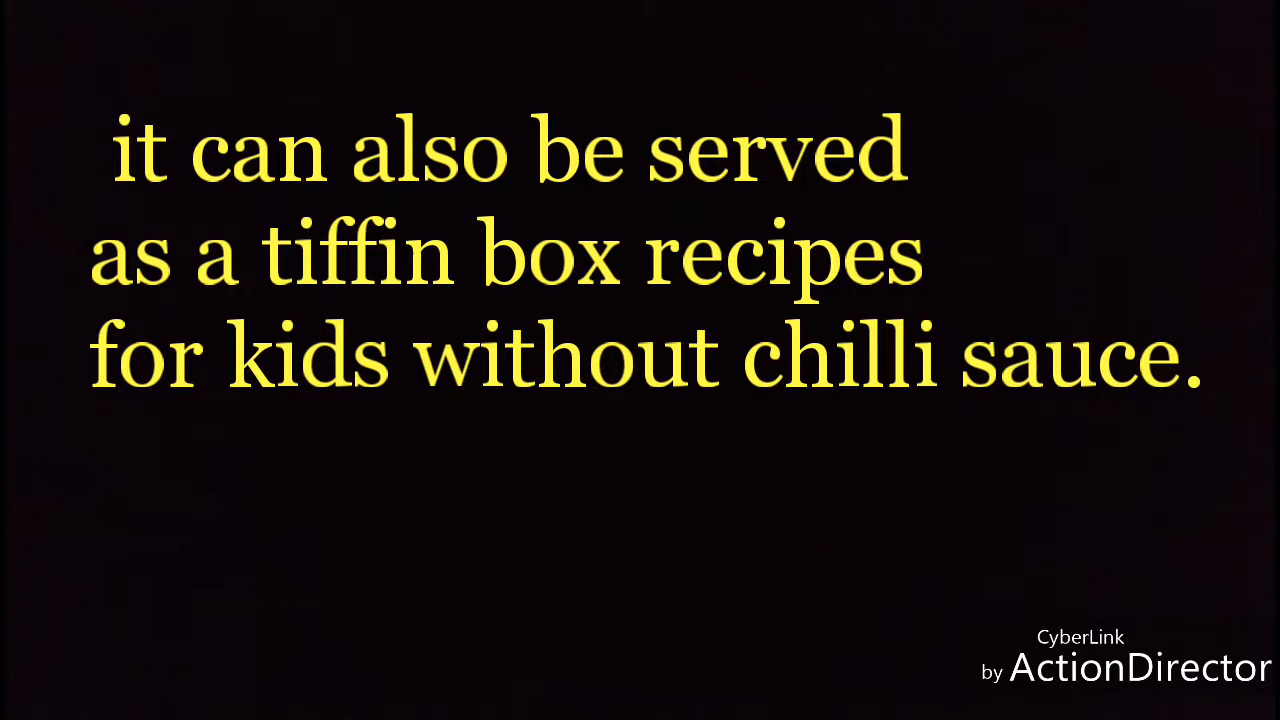 it can also be served
as a tiffin box recipes
for kids without chilli sauce.
CyberLink
by ActionDirector